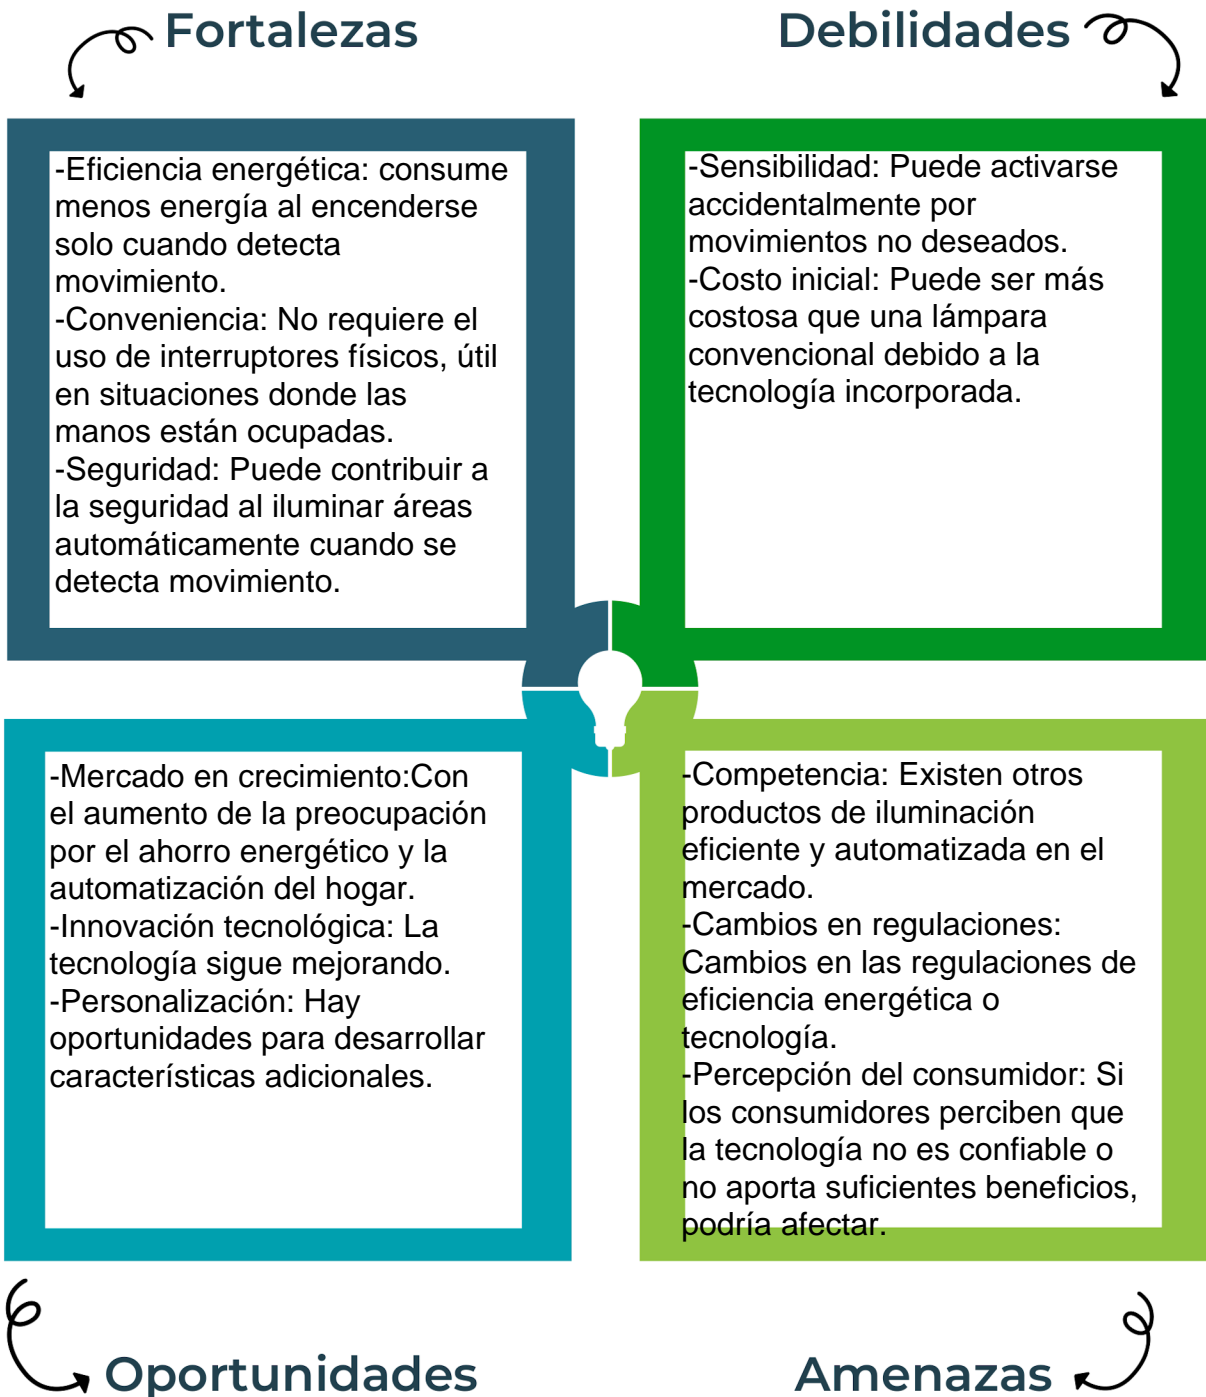 Fortalezas
-Eficiencia energética: consume
menos energía al encenderse
solo cuando detecta
movimiento.
-Conveniencia: No requiere el
uso de interruptores físicos, útil
en situaciones donde las
manos están ocupadas.
-Seguridad: Puede contribuir a
la seguridad al iluminar áreas
automáticamente cuando se
detecta movimiento.
Debilidades
-Sensibilidad: Puede activarse
accidentalmente por
movimientos no deseados.
-Costo inicial: Puede ser más
costosa que una lámpara
convencional debido a la
tecnología incorporada.
-Mercado en crecimiento:Con
el aumento de la preocupación
por el ahorro energético y la
automatización del hogar.
-Innovación tecnológica: La
tecnología sigue mejorando.
-Personalización: Hay
oportunidades para desarrollar
características adicionales.
Oportunidades
-Competencia: Existen otros
productos de iluminación
eficiente y automatizada en el
mercado.
-Cambios en regulaciones:
Cambios en las regulaciones de
eficiencia energética o
tecnología.
-Percepción del consumidor: Si
los consumidores perciben que
la tecnología no es confiable o
no aporta suficientes beneficios,
podría afectar.
Amenazas